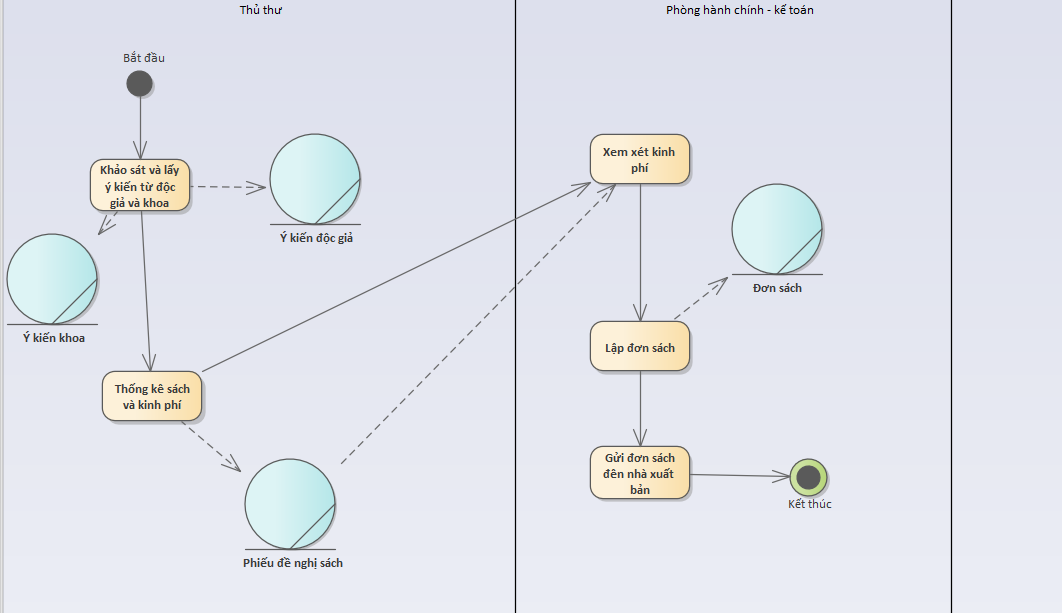 Thủ thư
Phòng hành chính - kế toán
Bắt đầu
Khảo sát và lấy
ý kiến từ độc
giả và khoa
Ý kiến độc giả
Ý kiến khoa
Thống kê sách
và kinh phí
Phiếu đề nghị sách
Xem xét kinh
phí
Đơn sách
Lập đơn sách
Gửi đơn sách
đên nhà xuất
bản
Kết thúc